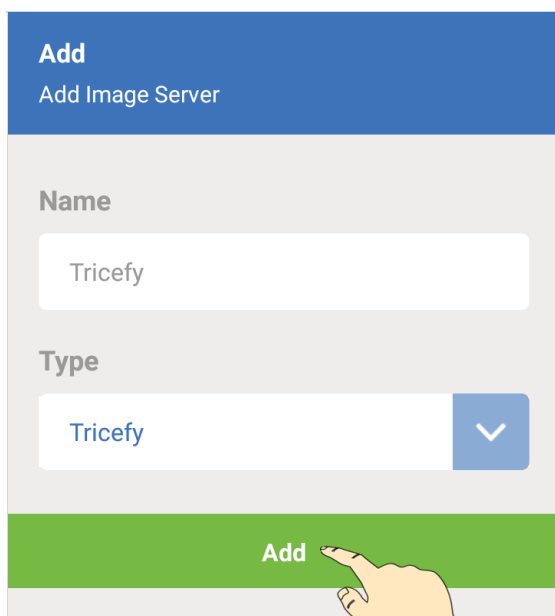 Add
Add Image Server
Name
Tricefy
Type
Tricefy
Add